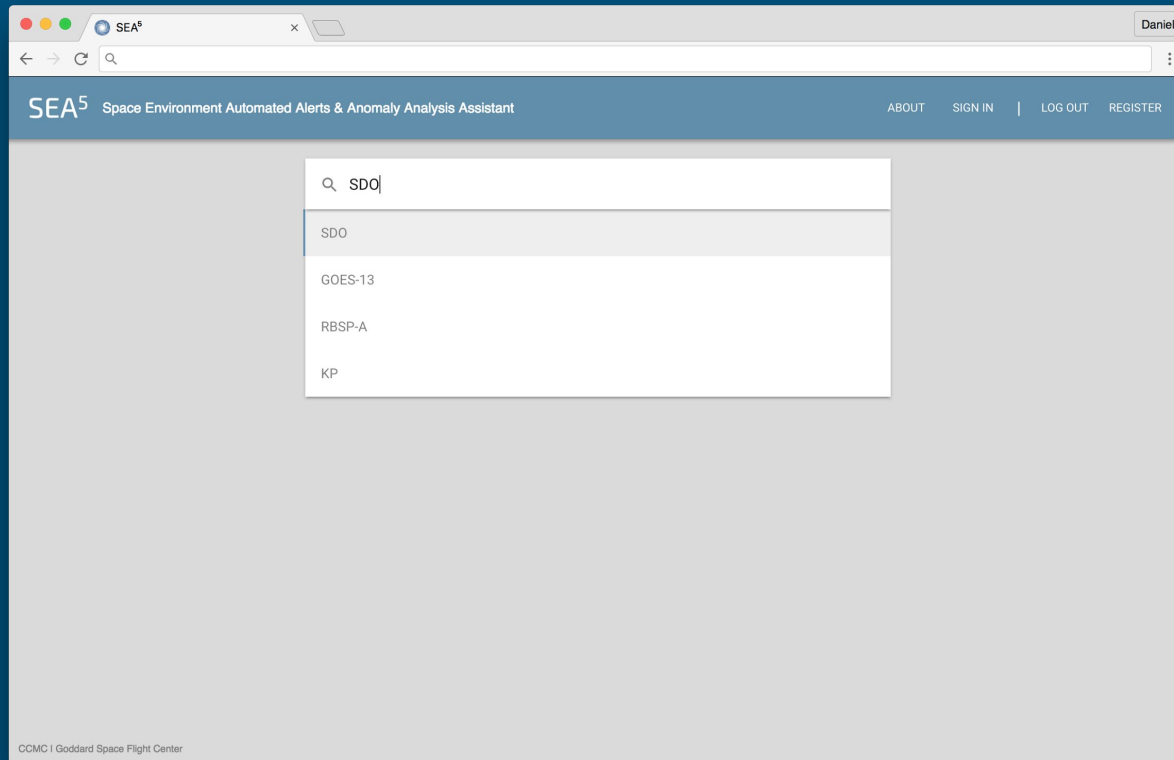 SEA⁵
Daniel
SEA⁵ Space Environment Automated Alerts & Anomaly Analysis Assistant
ABOUT SIGN IN | LOG OUT REGISTER
SDO
SDO
GOES-13
RBSP-A
KP
CCMC | Goddard Space Flight Center